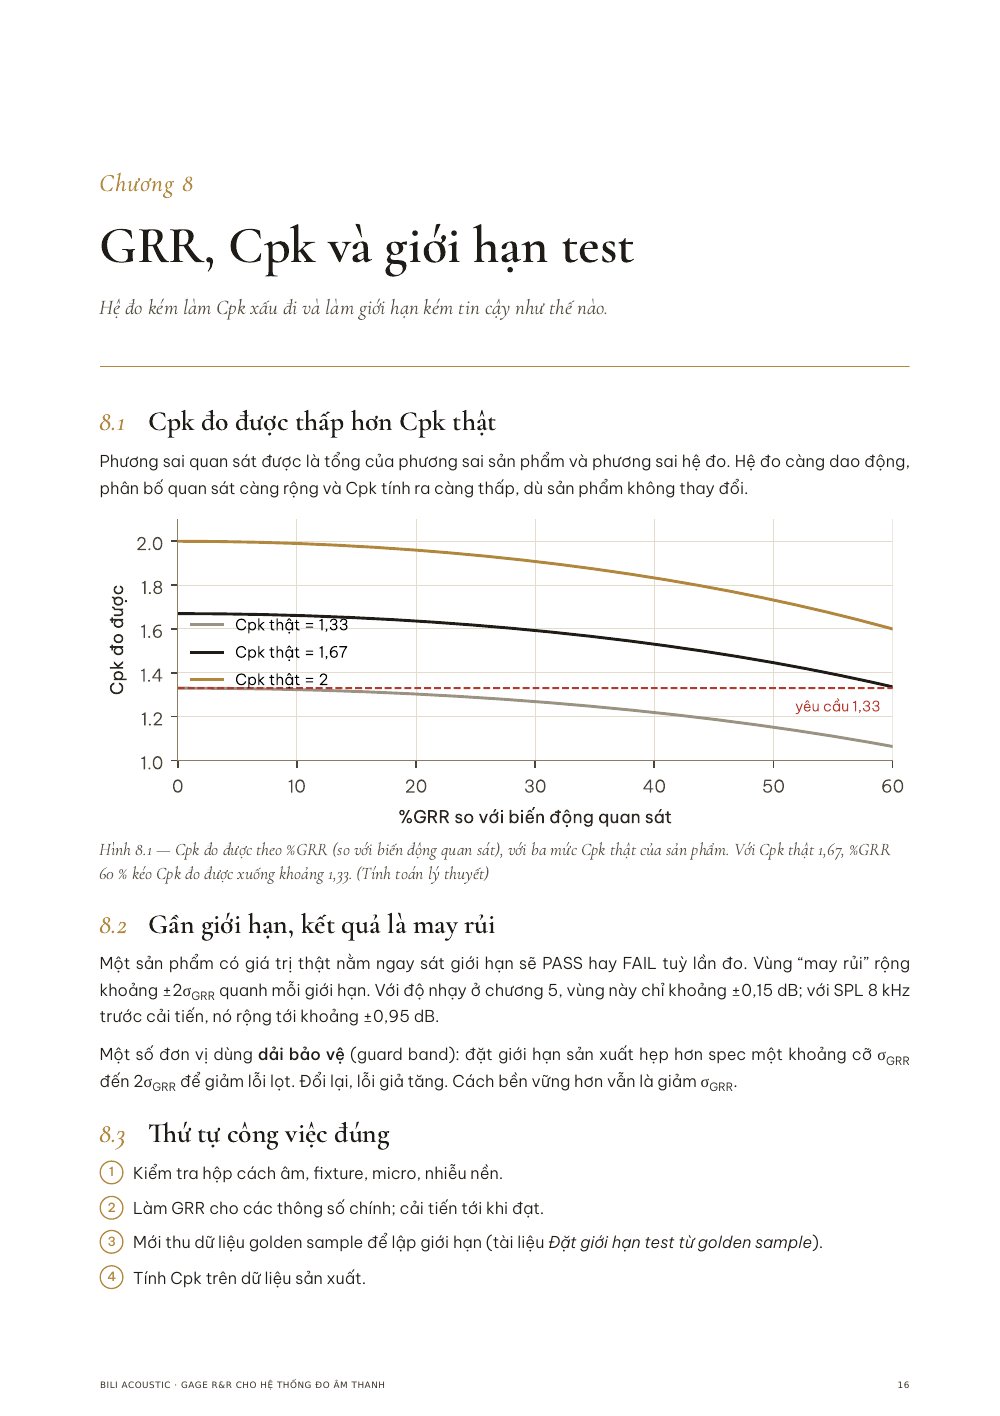 Chương 8
GRR, Cpk và giới hạn test
Hệ đo kém làm Cpk xấu đi và làm giới hạn kém tin cậy như thế nào.
8.1 Cpk đo được thấp hơn Cpk thật
Phương sai quan sát được là tổng của phương sai sản phẩm và phương sai hệ đo. Hệ đo càng dao động,
phân bố quan sát càng rộng và Cpk tính ra càng thấp, dù sản phẩm không thay đổi.
Cpk đo được
2.0
1.8
1.6
1.4
1.2
1.0
Cpk thật = 1,33
Cpk thật = 1,67
Cpk thật = 2
yêu cầu 1,33
0 10 20 30 40 50 60
%GRR so với biến động quan sát
Hình 8.1 — Cpk đo được theo %GRR (so với biến động quan sát), với ba mức Cpk thật của sản phẩm. Với Cpk thật 1,67, %GRR
60 % kéo Cpk đo được xuống khoảng 1,33. (Tính toán lý thuyết)
8.2 Gần giới hạn, kết quả là may rủi
Một sản phẩm có giá trị thật nằm ngay sát giới hạn sẽ PASS hay FAIL tuỳ lần đo. Vùng “may rủi” rộng
khoảng ±2σGRR quanh mỗi giới hạn. Với độ nhạy ở chương 5, vùng này chỉ khoảng ±0,15 dB; với SPL 8 kHz
trước cải tiến, nó rộng tới khoảng ±0,95 dB.
Một số đơn vị dùng dải bảo vệ (guard band): đặt giới hạn sản xuất hẹp hơn spec một khoảng cỡ σGRR
đến 2σGRR để giảm lỗi lọt. Đổi lại, lỗi giả tăng. Cách bền vững hơn vẫn là giảm σGRR.
8.3 Thứ tự công việc đúng
1 Kiểm tra hộp cách âm, fixture, micro, nhiễu nền.
2 Làm GRR cho các thông số chính; cải tiến tới khi đạt.
3 Mới thu dữ liệu golden sample để lập giới hạn (tài liệu Đặt giới hạn test từ golden sample).
4 Tính Cpk trên dữ liệu sản xuất.
BILI ACOUSTIC · GAGE R&R CHO HỆ THỐNG ĐO ÂM THANH 16